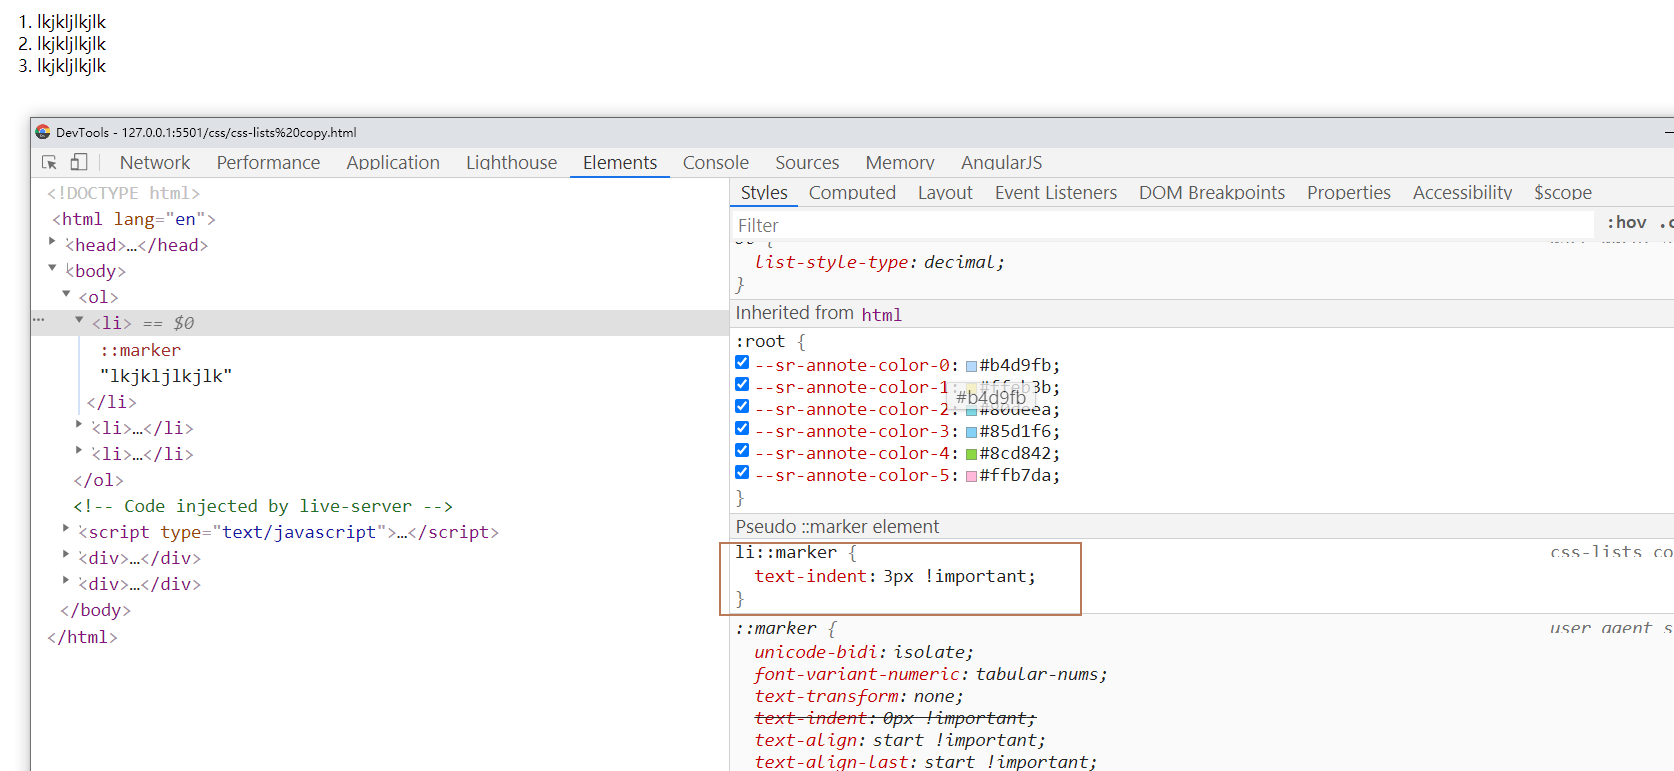 1. lkjkljlkjlk
2. lkjkljlkjlk
3. lkjkljlkjlk
DevTools - 127.0.0.1:5501/css/css-lists%20copy.html
Network Performance Application Lighthouse Elements Console Sources Memory AngularJS
<!DOCTYPE html>
<html lang="en">
<head>…</head>
<body>
<ol>
<li> == $0
::marker
"lkjkljlkjlk"
</li>
<li>…</li>
<li>…</li>
</ol>
<!-- Code injected by live-server -->
<script type="text/javascript">…</script>
<div>…</div>
<div>…</div>
</body>
</html>
Styles Computed Layout Event Listeners DOM Breakpoints Properties Accessibility $scope
Filter :hov
list-style-type: decimal;
}
Inherited from html
:root {
--sr-annote-color-0: #b4d9fb;
--sr-annote-color-1: #ffeb3b;
#b4d9fb
--sr-annote-color-2: #80deea;
--sr-annote-color-3: #85d1f6;
--sr-annote-color-4: #8cd842;
--sr-annote-color-5: #ffb7da;
}
Pseudo ::marker element
li::marker { css-lists co
text-indent: 3px !important;
}
::marker { user agent s
unicode-bidi: isolate;
font-variant-numeric: tabular-nums;
text-transform: none;
text-indent: 0px !important;
text-align: start !important;
text-align-last: start !important;